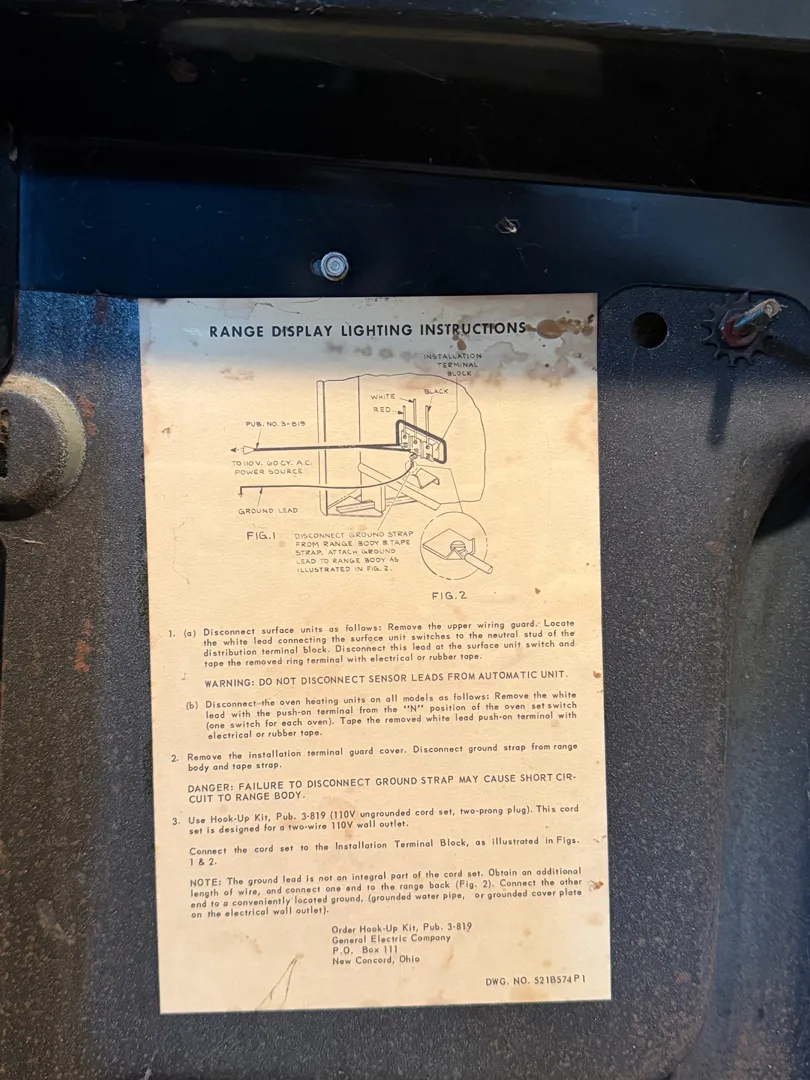 RANGE DISPLAY LIGHTING INSTRUCTIONS
INSTALLATION
TERMINAL
BLOCK
WHITE
BLACK
RED
PUB. NO. 3-819
TO 110 V. 60 CY. A.C.
POWER SOURCE
GROUND LEAD
FIG.1
DISCONNECT GROUND STRAP
FROM RANGE BODY & TAPE
STRAP. ATTACH GROUND
LEAD TO RANGE BODY AS
ILLUSTRATED IN FIG. 2.
FIG.2
1. (a) Disconnect surface units as follows: Remove the upper wiring guard. Locate
the white lead connecting the surface unit switches to the neutral stud of the
distribution terminal block. Disconnect this lead at the surface unit switch and
tape the removed ring terminal with electrical or rubber tape.
WARNING: DO NOT DISCONNECT SENSOR LEADS FROM AUTOMATIC UNIT.
(b) Disconnect the oven heating units on all models as follows: Remove the white
lead with the push-on terminal from the "N" position of the oven set switch
(one switch for each oven). Tape the removed white lead push-on terminal with
electrical or rubber tape.
2. Remove the installation terminal guard cover. Disconnect ground strap from range
body and tape strap.
DANGER: FAILURE TO DISCONNECT GROUND STRAP MAY CAUSE SHORT CIR-
CUIT TO RANGE BODY.
3. Use Hook-Up Kit, Pub. 3-819 (110V ungrounded cord set, two-prong plug). This cord
set is designed for a two-wire 110V wall outlet.
Connect the cord set to the Installation Terminal Block, as illustrated in Figs.
1 & 2.
NOTE: The ground lead is not an integral part of the cord set. Obtain an additional
length of wire, and connect one end to the range back (Fig. 2). Connect the other
end to a conveniently located ground, (grounded water pipe, or grounded cover plate
on the electrical wall outlet).
Order Hook-Up Kit, Pub. 3-819
General Electric Company
P.O. Box 111
New Concord, Ohio
DWG. NO. 521B574P1